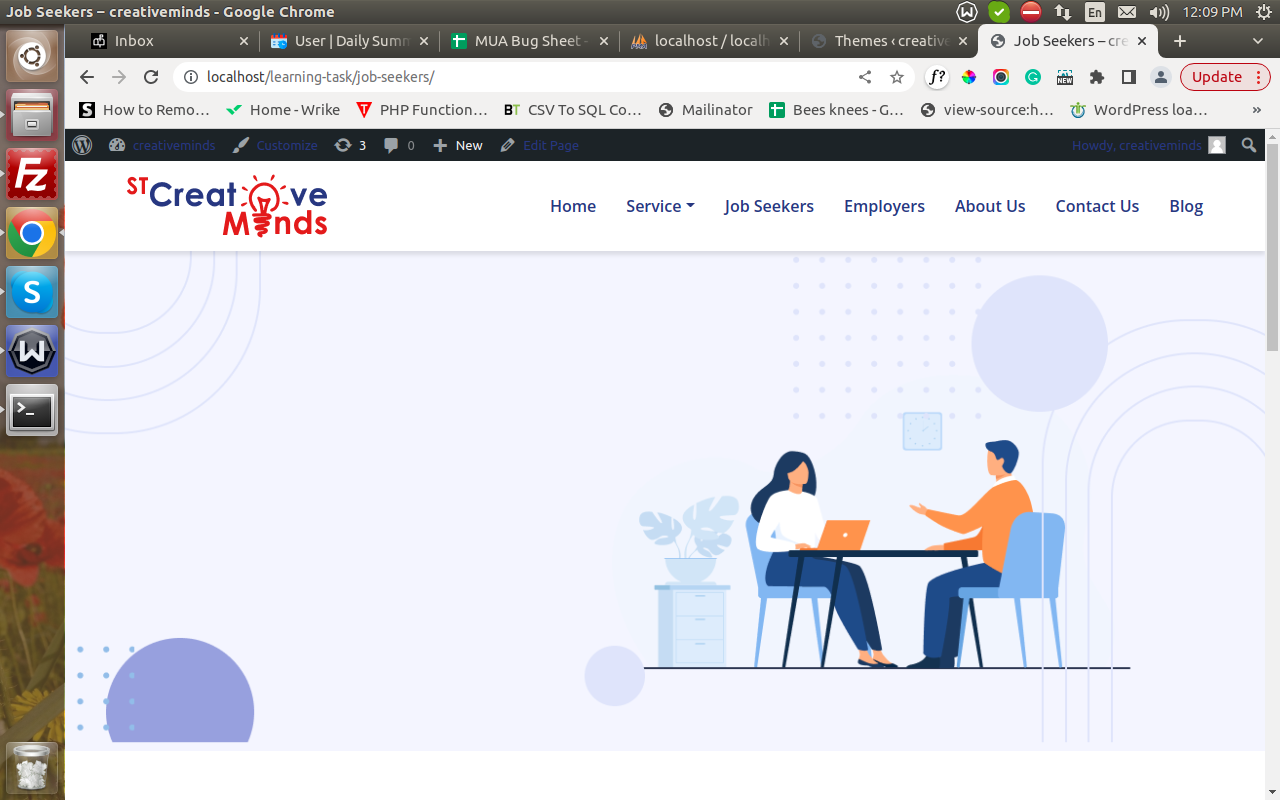 Job Seekers – creativeminds - Google Chrome
En
12:09 PM
Inbox
User | Daily Summ
MUA Bug Sheet -
localhost / localh
Themes ‹ creative
Job Seekers – cre
localhost/learning-task/job-seekers/
f?
NEW
Update
How to Remo…
Home - Wrike
PHP Function…
BT CSV To SQL Co…
Mailinator
Bees knees - G…
view-source:h…
WordPress loa…
»
creativeminds
Customize
3
0
New
Edit Page
Howdy, creativeminds
ST Creative
Minds
Home
Service
Job Seekers
Employers
About Us
Contact Us
Blog
Fz
S
W
>_